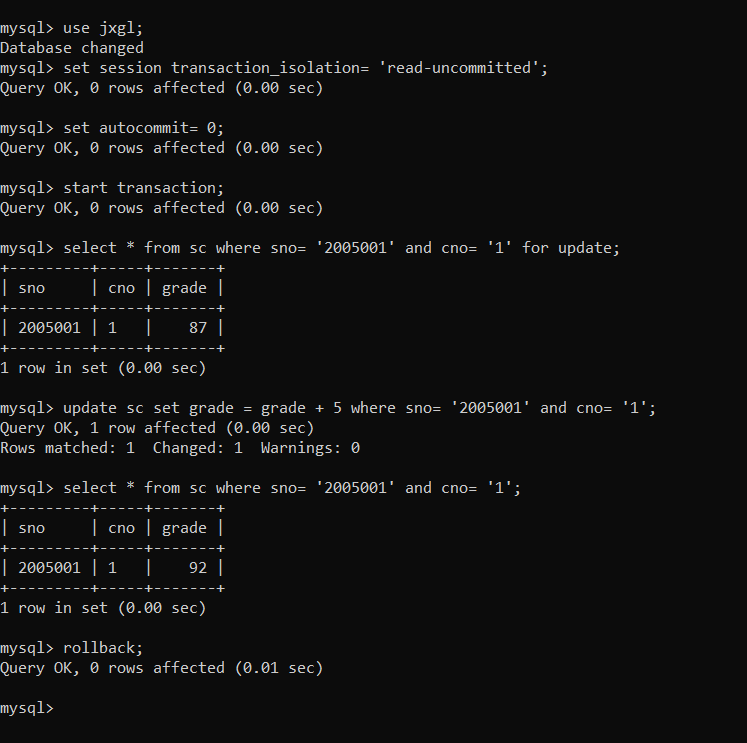 mysql> use jxgl;
Database changed
mysql> set session transaction_isolation= 'read-uncommitted';
Query OK, 0 rows affected (0.00 sec)

mysql> set autocommit= 0;
Query OK, 0 rows affected (0.00 sec)

mysql> start transaction;
Query OK, 0 rows affected (0.00 sec)

mysql> select * from sc where sno= '2005001' and cno= '1' for update;
+---------+-----+-------+
| sno     | cno | grade |
+---------+-----+-------+
| 2005001 | 1   |    87 |
+---------+-----+-------+
1 row in set (0.00 sec)

mysql> update sc set grade = grade + 5 where sno= '2005001' and cno= '1';
Query OK, 1 row affected (0.00 sec)
Rows matched: 1  Changed: 1  Warnings: 0

mysql> select * from sc where sno= '2005001' and cno= '1';
+---------+-----+-------+
| sno     | cno | grade |
+---------+-----+-------+
| 2005001 | 1   |    92 |
+---------+-----+-------+
1 row in set (0.00 sec)

mysql> rollback;
Query OK, 0 rows affected (0.01 sec)

mysql>